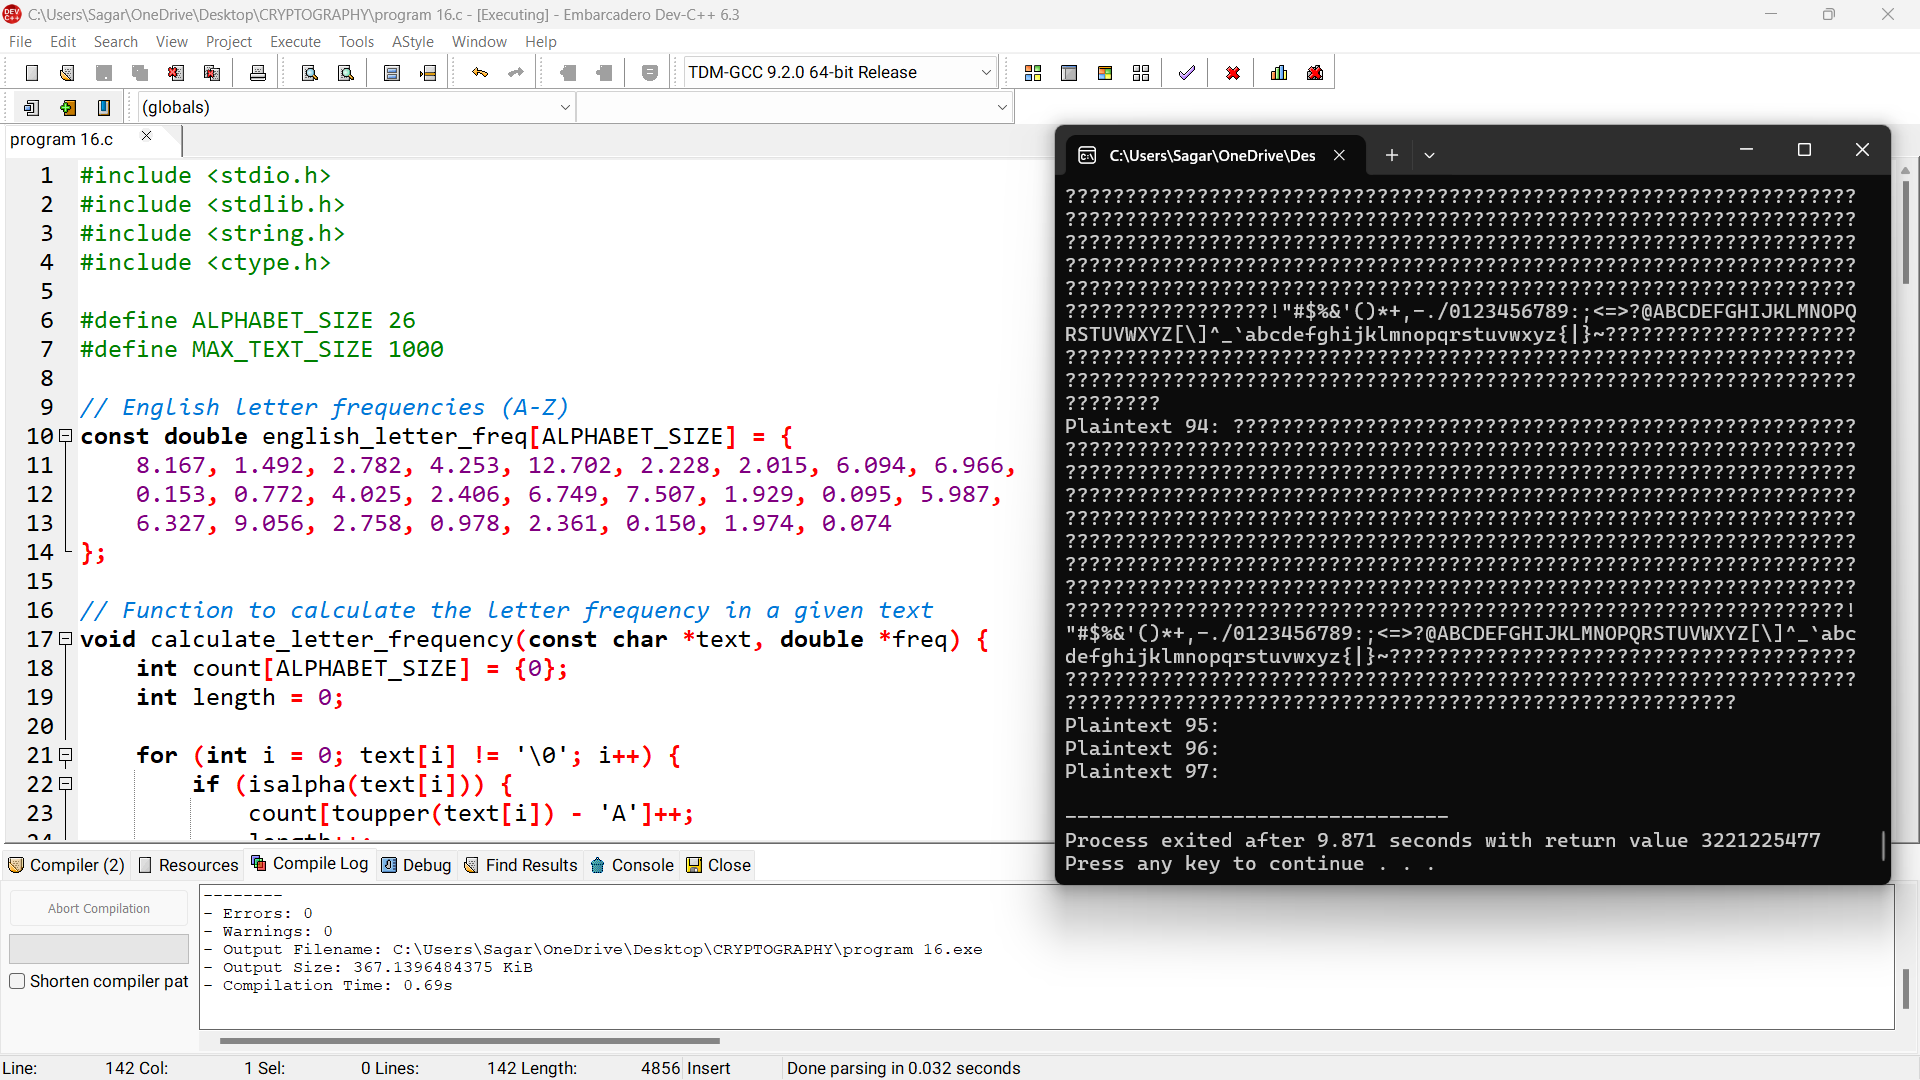 C:\Users\Sagar\OneDrive\Desktop\CRYPTOGRAPHY\program 16.c - [Executing] - Embarcadero Dev-C++ 6.3
File Edit Search View Project Execute Tools AStyle Window Help
TDM-GCC 9.2.0 64-bit Release
(globals)
program 16.c
1 #include <stdio.h>
2 #include <stdlib.h>
3 #include <string.h>
4 #include <ctype.h>
5
6 #define ALPHABET_SIZE 26
7 #define MAX_TEXT_SIZE 1000
8
9 // English letter frequencies (A-Z)
10 const double english_letter_freq[ALPHABET_SIZE] = {
11 8.167, 1.492, 2.782, 4.253, 12.702, 2.228, 2.015, 6.094, 6.966,
12 0.153, 0.772, 4.025, 2.406, 6.749, 7.507, 1.929, 0.095, 5.987,
13 6.327, 9.056, 2.758, 0.978, 2.361, 0.150, 1.974, 0.074
14 };
15
16 // Function to calculate the letter frequency in a given text
17 void calculate_letter_frequency(const char *text, double *freq) {
18 int count[ALPHABET_SIZE] = {0};
19 int length = 0;
20
21 for (int i = 0; text[i] != '\0'; i++) {
22 if (isalpha(text[i])) {
23 count[toupper(text[i]) - 'A']++;
C:\Users\Sagar\OneDrive\Des
??????????????????????????????????????????????????????????????????
??????????????????????????????????????????????????????????????????
??????????????????????????????????????????????????????????????????
??????????????????????????????????????????????????????????????????
??????????????????????????????????????????????????????????????????
?????????????????!"#$%&'()*+,-./0123456789:;<=>?@ABCDEFGHIJKLMNOPQ
RSTUVWXYZ[\]^_`abcdefghijklmnopqrstuvwxyz{|}~?????????????????????
??????????????????????????????????????????????????????????????????
??????????????????????????????????????????????????????????????????
????????
Plaintext 94: ????????????????????????????????????????????????????
??????????????????????????????????????????????????????????????????
??????????????????????????????????????????????????????????????????
??????????????????????????????????????????????????????????????????
??????????????????????????????????????????????????????????????????
??????????????????????????????????????????????????????????????????
??????????????????????????????????????????????????????????????????
??????????????????????????????????????????????????????????????????
?????????????????????????????????????????????????????????????????!
"#$%&'()*+,-./0123456789:;<=>?@ABCDEFGHIJKLMNOPQRSTUVWXYZ[\]^_`abc
defghijklmnopqrstuvwxyz{|}~???????????????????????????????????????
??????????????????????????????????????????????????????????????????
????????????????????????????????????????????????????????
Plaintext 95:
Plaintext 96:
Plaintext 97:
--------------------------------
Process exited after 9.871 seconds with return value 3221225477
Press any key to continue . . .
Compiler (2) Resources Compile Log Debug Find Results Console Close
Abort Compilation
Shorten compiler pat
--------
- Errors: 0
- Warnings: 0
- Output Filename: C:\Users\Sagar\OneDrive\Desktop\CRYPTOGRAPHY\program 16.exe
- Output Size: 367.1396484375 KiB
- Compilation Time: 0.69s
Line: 142 Col: 1 Sel: 0 Lines: 142 Length: 4856 Insert Done parsing in 0.032 seconds